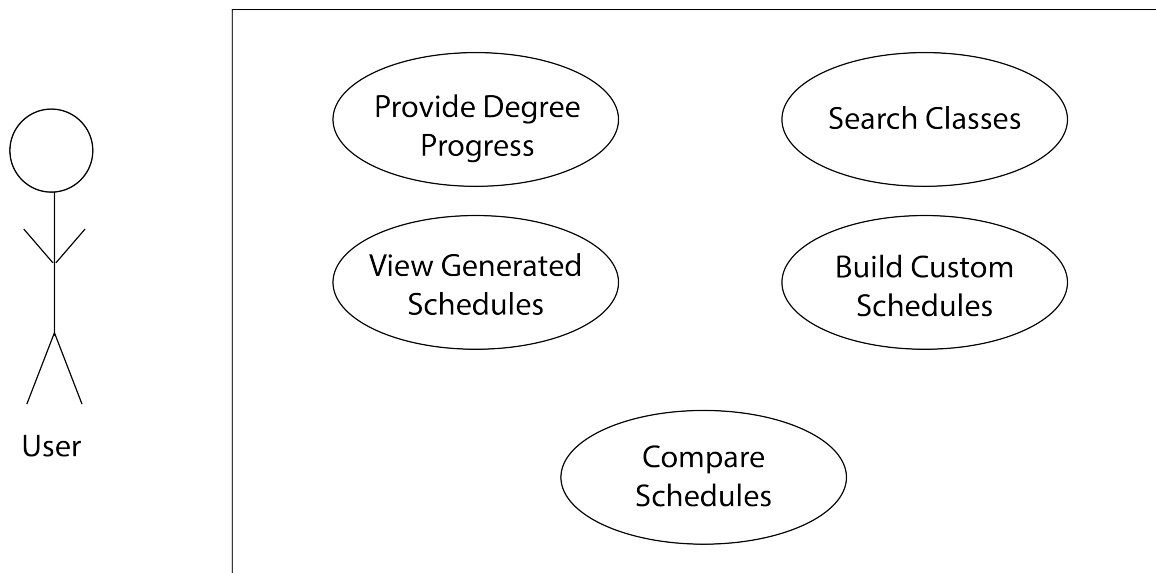 Provide Degree
Progress
Search Classes
View Generated
Schedules
Build Custom
Schedules
User
Compare
Schedules